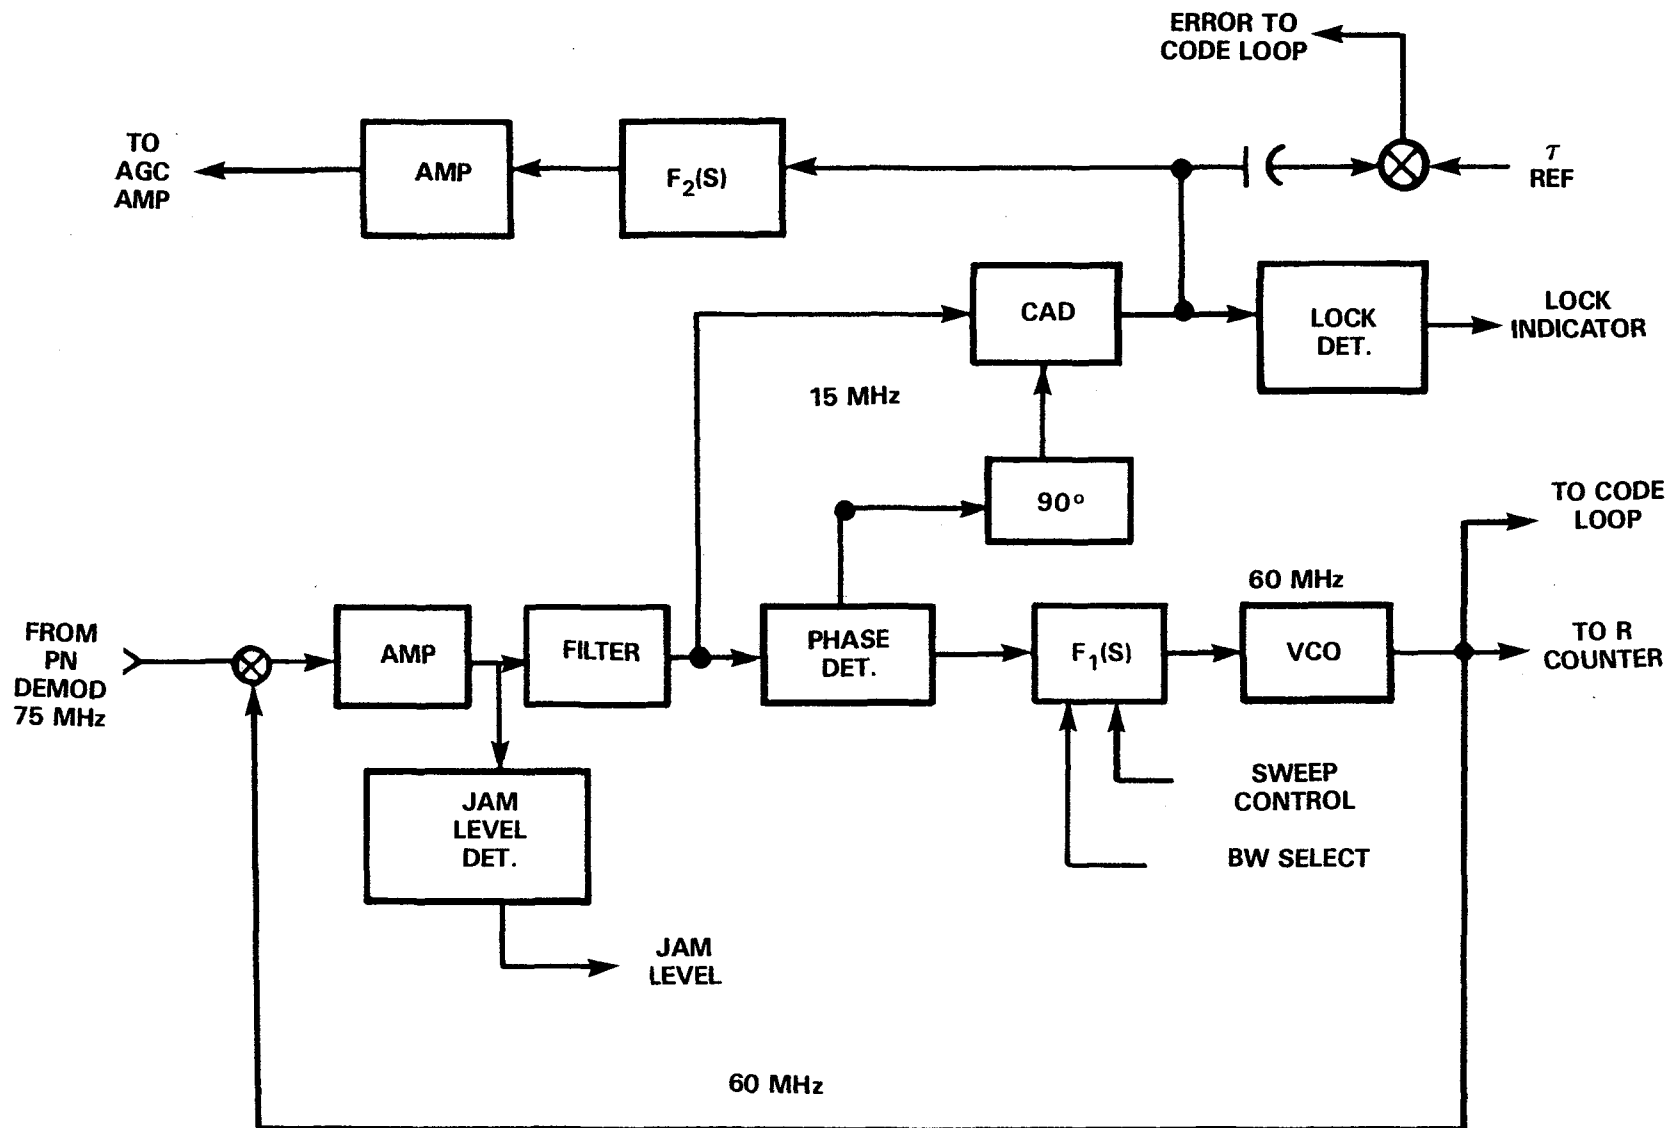 ERROR TO
CODE LOOP
TO
AGC
AMP
AMP
F2(S)
τ
REF
CAD
LOCK
DET.
LOCK
INDICATOR
15 MHz
90°
TO CODE
LOOP
60 MHz
FROM
PN
DEMOD
75 MHz
AMP
FILTER
PHASE
DET.
F1(S)
VCO
TO R
COUNTER
JAM
LEVEL
DET.
SWEEP
CONTROL
BW SELECT
JAM
LEVEL
60 MHz